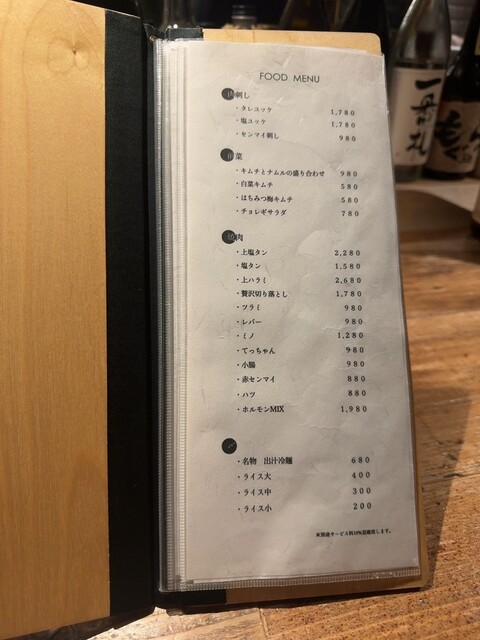 FOOD MENU
刺し
・タレユッケ 1,780
・塩ユッケ 1,780
・センマイ刺し 980
菜
・キムチとナムルの盛り合わせ 980
・白菜キムチ 580
・はちみつ梅キムチ 580
・チョレギサラダ 780
焼肉
・上塩タン 2,280
・塩タン 1,580
・上ハラミ 2,680
・贅沢切り落とし 1,780
・ツラミ 980
・レバー 980
・ミノ 1,280
・てっちゃん 980
・小腸 980
・赤センマイ 880
・ハツ 880
・ホルモンMIX 1,980
〆
・名物 出汁冷麺 680
・ライス大 400
・ライス中 300
・ライス小 200